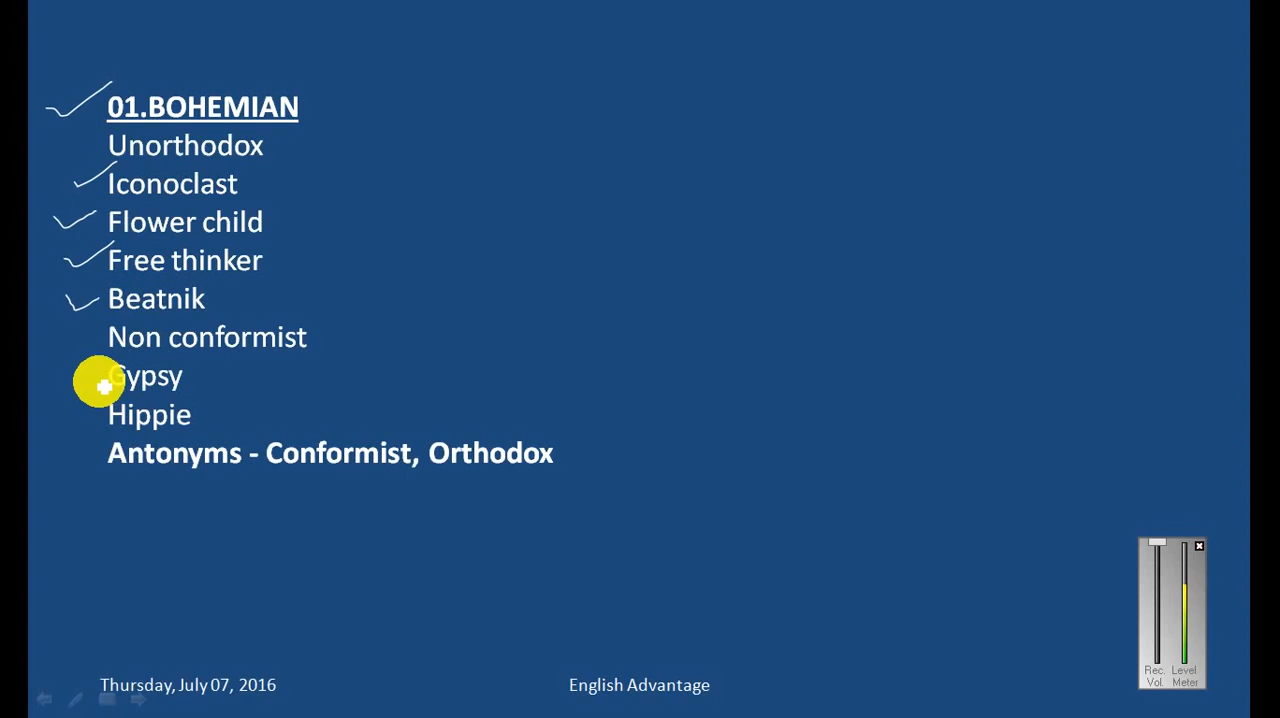 01.BOHEMIAN
Unorthodox
Iconoclast
Flower child
Free thinker
Beatnik
Non conformist
Gypsy
Hippie
Antonyms - Conformist, Orthodox
Rec. Level
Vol. Meter
Thursday, July 07, 2016 English Advantage